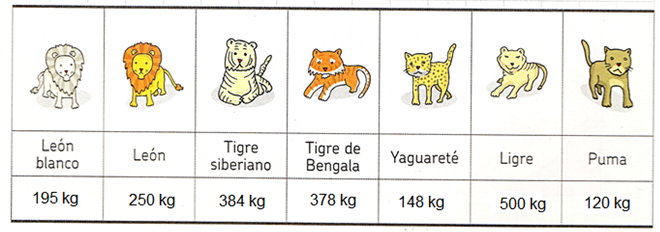 León blanco
León
Tigre siberiano
Tigre de Bengala
Yaguareté
Ligre
Puma
195 kg
250 kg
384 kg
378 kg
148 kg
500 kg
120 kg